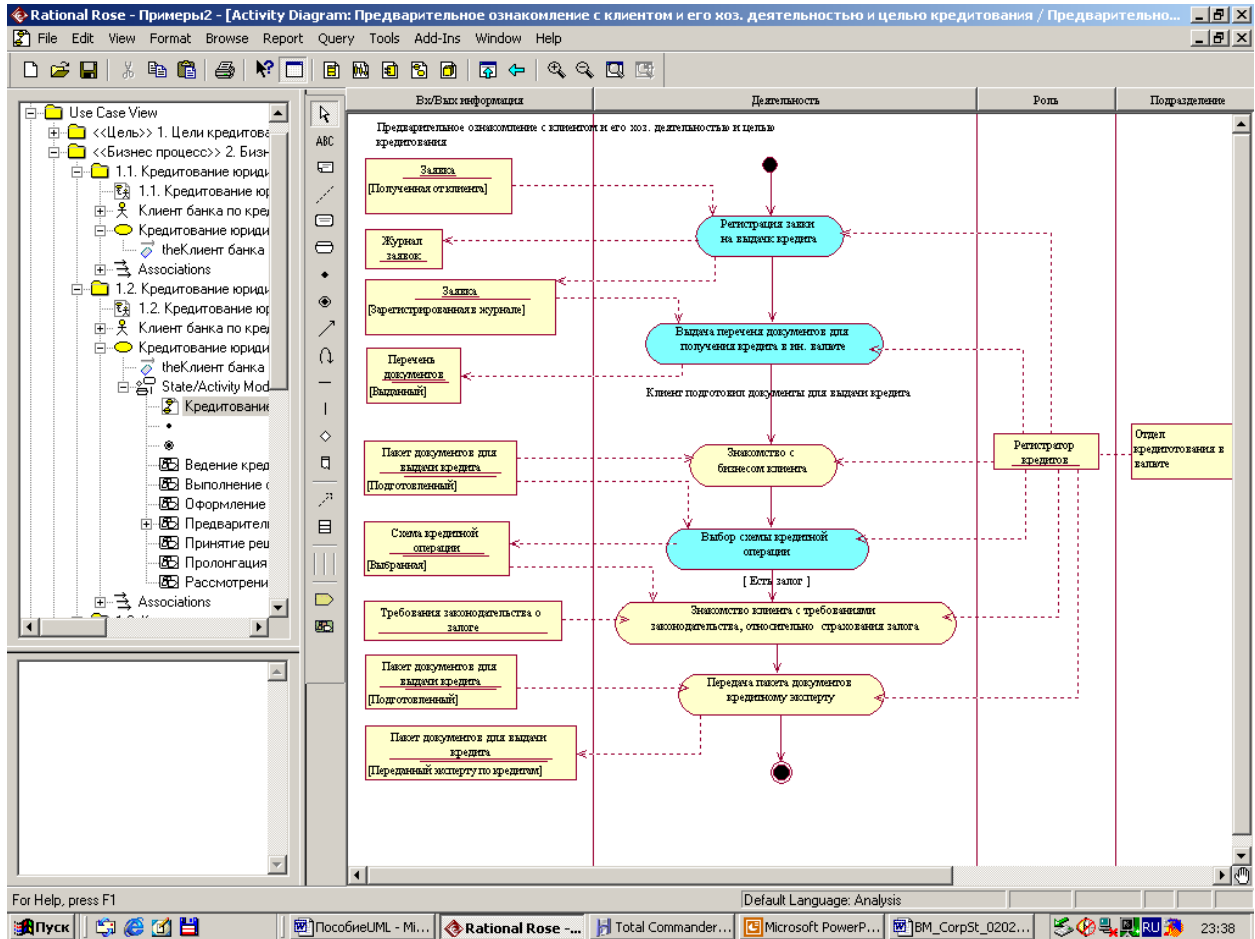 Rational Rose - Примеры2 - [Activity Diagram: Предварительное ознакомление с клиентом и его хоз. деятельностью и целью кредитования / Предварительно...
File Edit View Format Browse Report Query Tools Add-Ins Window Help
Use Case View
<<Цель>> 1. Цели кредитова
<<Бизнес процесс>> 2. Бизн
1.1. Кредитование юриди
1.1. Кредитование юр
Клиент банка по кре
Кредитование юриди
theКлиент банка
Associations
1.2. Кредитование юриди
1.2. Кредитование юр
Клиент банка по кре
Кредитование юриди
theКлиент банка
State/Activity Mod
Кредитование
Ведение кред
Выполнение
Оформление
Предварител
Принятие реш
Пролонгация
Рассмотрени
Associations
ABC
Вх/Вых информация
Деятельность
Роль
Подразделение
Предварительное ознакомление с клиентом и его хоз. деятельностью и целью
кредитования
Заявка
[Полученная от клиента]
Регистрация заявки
на выдачу кредита
Журнал
заявок
Заявка
[Зарегистрированная в журнале]
Выдача перечня документов для
получения кредита в ин. валюте
Перечень
документов
[Выданный]
Клиент подготовил документы для выдачи кредита
Пакет документов для
выдачи кредита
[Подготовленный]
Знакомство с
бизнесом клиента
Регистратор
кредитов
Отдел
кредитотования в
валюте
Схема кредитной
операции
[Выбранная]
Выбор схемы кредитной
операции
[ Есть залог ]
Требования законодательства о
залоге
Знакомство клиента с требованиями
законодательства, относительно страхования залога
Пакет документов для
выдачи кредита
[Подготовленный]
Передача пакета документов
кредитному эксперту
Пакет документов для выдачи
кредита
[Переданный эксперту по кредитам]
For Help, press F1
Default Language: Analysis
Пуск
ПособиеUML - Mi...
Rational Rose -...
Total Commander...
Microsoft PowerP...
BM_CorpSt_0202...
RU
23:38